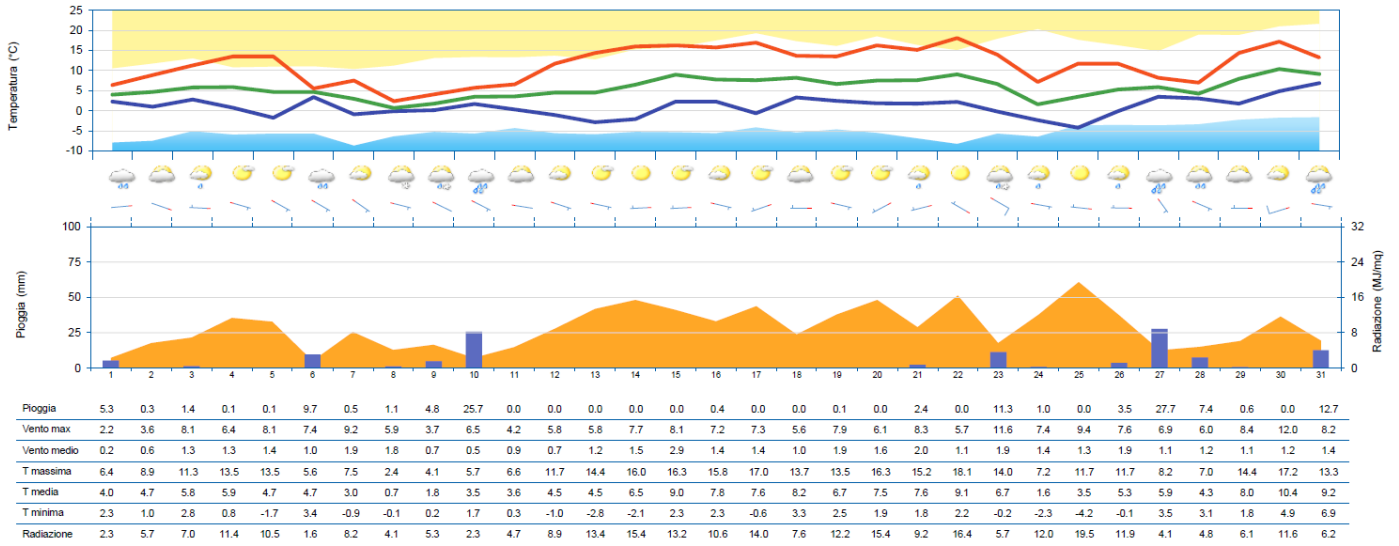 25
20
15
10
5
0
-5
-10
Temperatura (°C)
100 32
75 24
50 16
25 8
0 0
Pioggia (mm)
Radiazione (MJ/mq)
1 2 3 4 5 6 7 8 9 10 11 12 13 14 15 16 17 18 19 20 21 22 23 24 25 26 27 28 29 30 31
Pioggia 5.3 0.3 1.4 0.1 0.1 9.7 0.5 1.1 4.8 25.7 0.0 0.0 0.0 0.0 0.0 0.4 0.0 0.0 0.1 0.0 2.4 0.0 11.3 1.0 0.0 3.5 27.7 7.4 0.6 0.0 12.7
Vento max 2.2 3.6 8.1 6.4 8.1 7.4 9.2 5.9 3.7 6.5 4.2 5.8 5.8 7.7 8.1 7.2 7.3 5.6 7.9 6.1 8.3 5.7 11.6 7.4 9.4 7.6 6.9 6.0 8.4 12.0 8.2
Vento medio 0.2 0.6 1.3 1.3 1.4 1.0 1.9 1.8 0.7 0.5 0.9 0.7 1.2 1.5 2.9 1.4 1.4 1.0 1.9 1.6 2.0 1.1 1.9 1.4 1.3 1.9 1.1 1.2 1.1 1.2 1.4
T massima 6.4 8.9 11.3 13.5 13.5 5.6 7.5 2.4 4.1 5.7 6.6 11.7 14.4 16.0 16.3 15.8 17.0 13.7 13.5 16.3 15.2 18.1 14.0 7.2 11.7 11.7 8.2 7.0 14.4 17.2 13.3
T media 4.0 4.7 5.8 5.9 4.7 4.7 3.0 0.7 1.8 3.5 3.6 4.5 4.5 6.5 9.0 7.8 7.6 8.2 6.7 7.5 7.6 9.1 6.7 1.6 3.5 5.3 5.9 4.3 8.0 10.4 9.2
T minima 2.3 1.0 2.8 0.8 -1.7 3.4 -0.9 -0.1 0.2 1.7 0.3 -1.0 -2.8 -2.1 2.3 2.3 -0.6 3.3 2.5 1.9 1.8 2.2 -0.2 -2.3 -4.2 -0.1 3.5 3.1 1.8 4.9 6.9
Radiazione 2.3 5.7 7.0 11.4 10.5 1.6 8.2 4.1 5.3 2.3 4.7 8.9 13.4 15.4 13.2 10.6 14.0 7.6 12.2 15.4 9.2 16.4 5.7 12.0 19.5 11.9 4.1 4.8 6.1 11.6 6.2